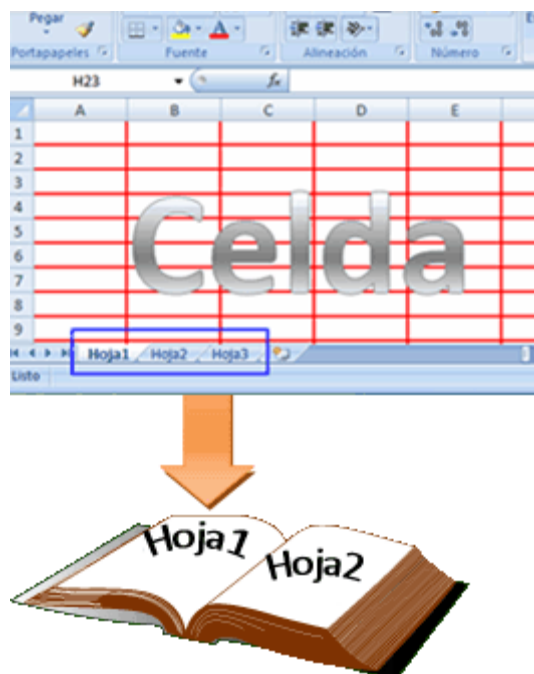 Pegar
Portapapeles Fuente Alineación Número
H23 fx
A B C D E
1
2
3
4
5
6
7
8
9
Celda
Hoja1 Hoja2 Hoja3
Listo
Hoja1 Hoja2